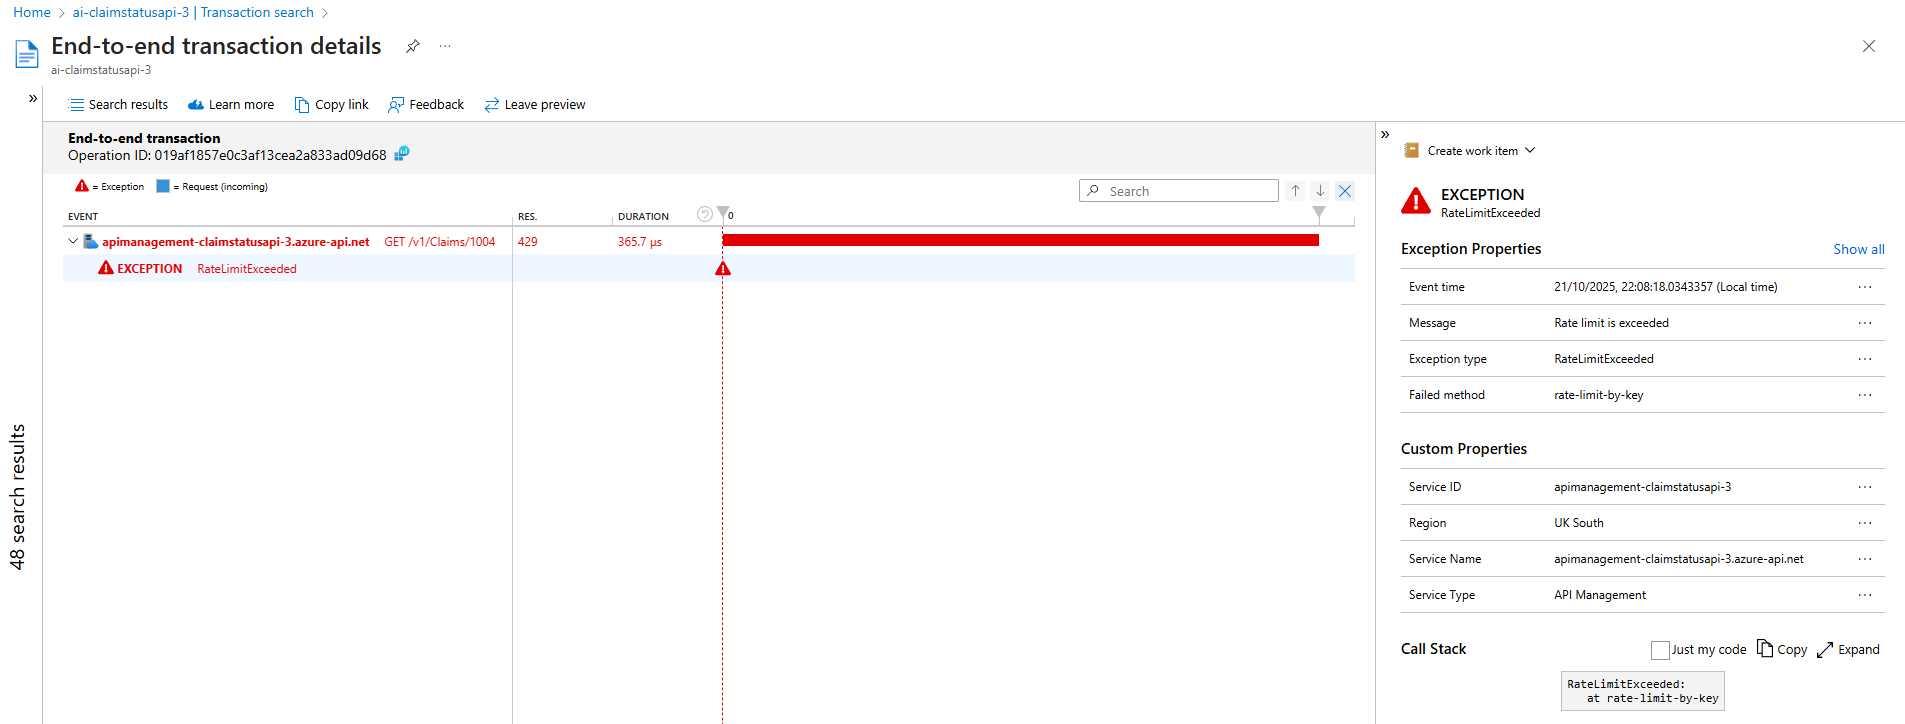 Home > ai-claimstatusapi-3 | Transaction search >
End-to-end transaction details ...
ai-claimstatusapi-3
»
Search results Learn more Copy link Feedback Leave preview
48 search results
End-to-end transaction
Operation ID: 019af1857e0c3af13cea2a833ad09d68
= Exception = Request (incoming)
Search
EVENT RES. DURATION 0
apimanagement-claimstatusapi-3.azure-api.net GET /v1/Claims/1004 429 365.7 µs
EXCEPTION RateLimitExceeded
»
Create work item
EXCEPTION
RateLimitExceeded
Exception Properties Show all
Event time 21/10/2025, 22:08:18.0343357 (Local time) ...
Message Rate limit is exceeded ...
Exception type RateLimitExceeded ...
Failed method rate-limit-by-key ...
Custom Properties
Service ID apimanagement-claimstatusapi-3 ...
Region UK South ...
Service Name apimanagement-claimstatusapi-3.azure-api.net ...
Service Type API Management ...
Call Stack Just my code Copy Expand
RateLimitExceeded:
at rate-limit-by-key